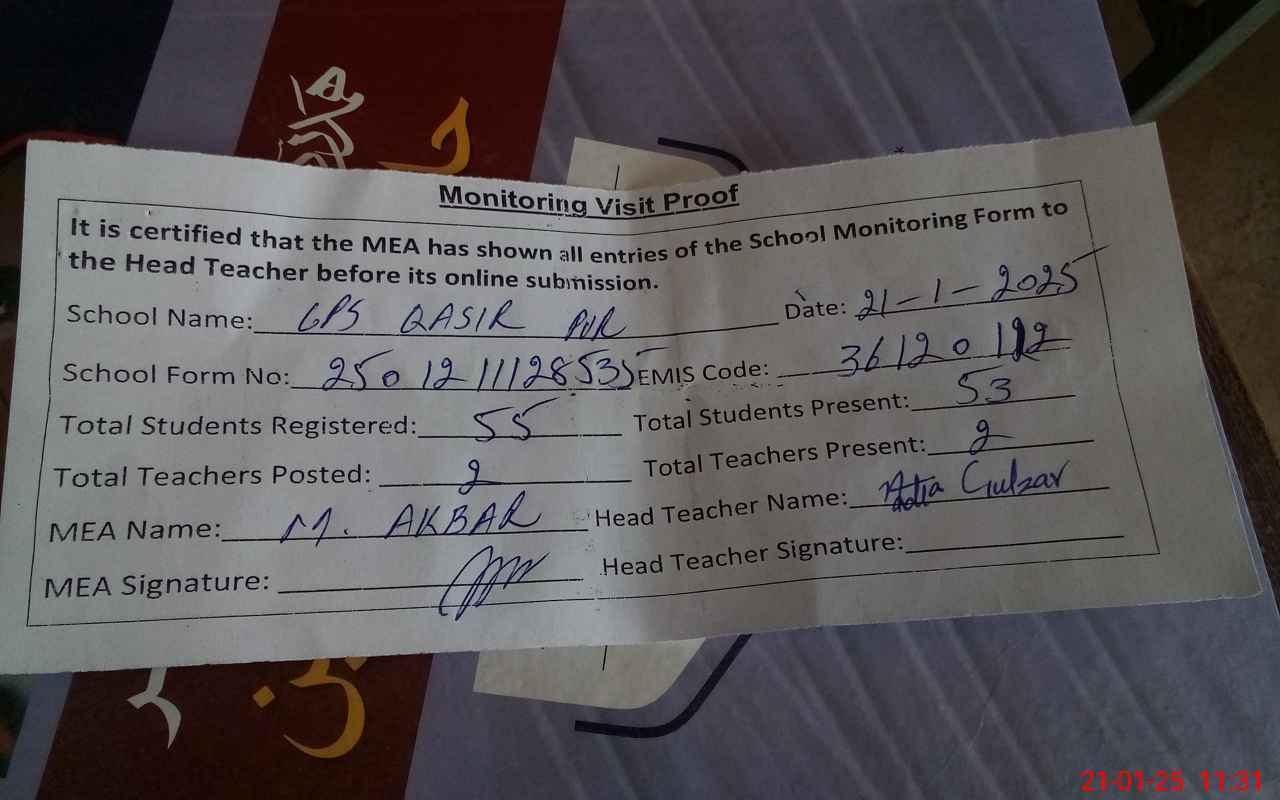 Monitoring Visit Proof
It is certified that the MEA has shown all entries of the School Monitoring Form to
the Head Teacher before its online submission.
School Name: GPS QASIR PUR Date: 21-1-2025
School Form No: 25012111128535 EMIS Code: 36120112
Total Students Registered: 55 Total Students Present: 53
Total Teachers Posted: 2 Total Teachers Present: 2
MEA Name: M. AKBAR Head Teacher Name: Gulzar
MEA Signature: Head Teacher Signature:
21-01-25 11:31